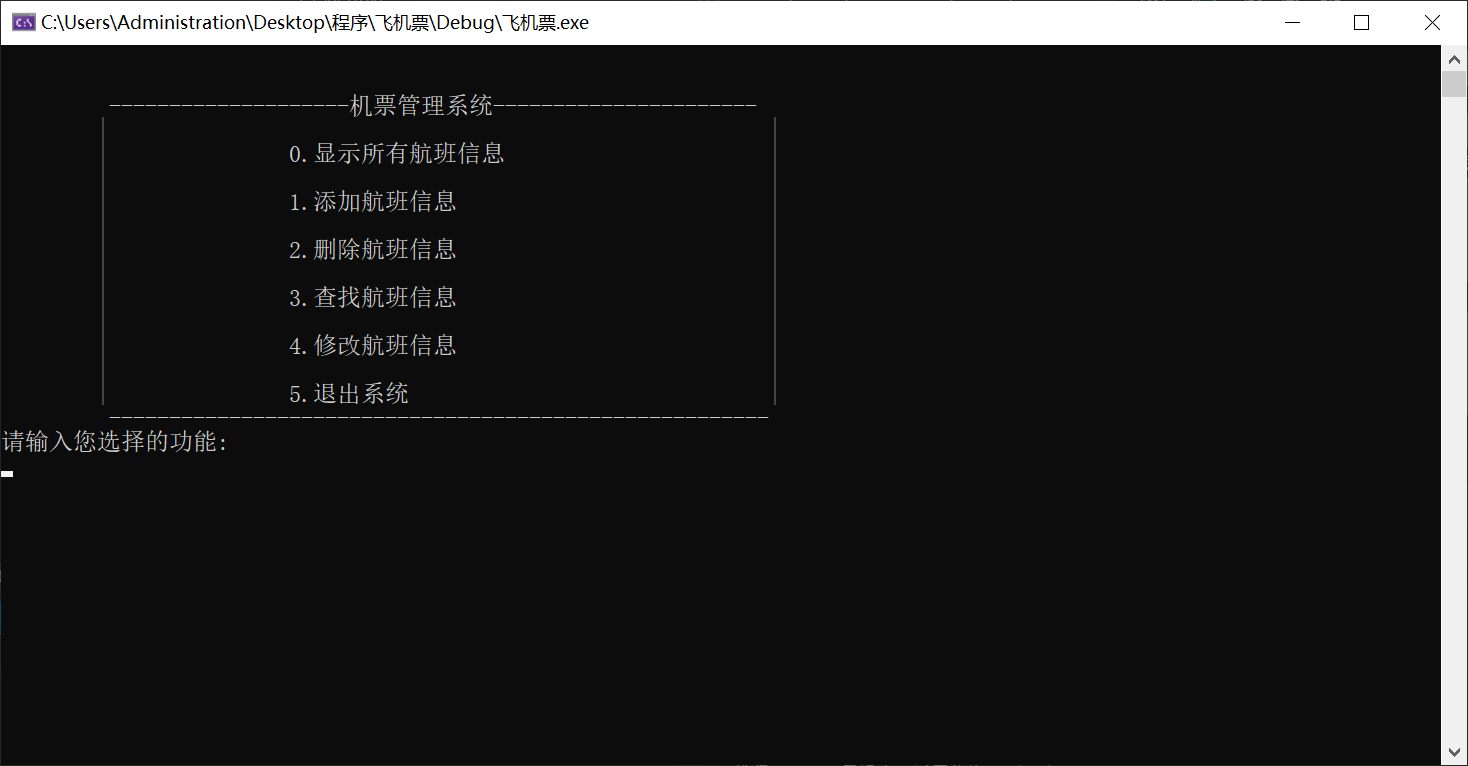 C:\Users\Administration\Desktop\程序\飞机票\Debug\飞机票.exe
--------------------机票管理系统----------------------
0.显示所有航班信息
1.添加航班信息
2.删除航班信息
3.查找航班信息
4.修改航班信息
5.退出系统
-------------------------------------------------------
请输入您选择的功能: